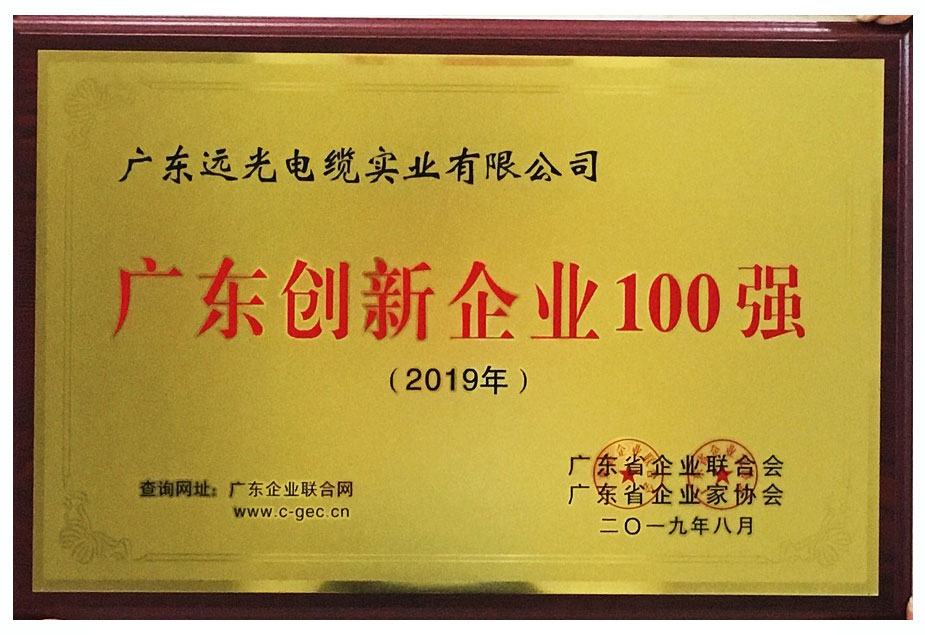 广东远光电缆实业有限公司
广东创新企业100强
（2019年）
查询网址：广东企业联合网
www.c-gec.cn
广东省企业联合会
广东省企业家协会
二〇一九年八月